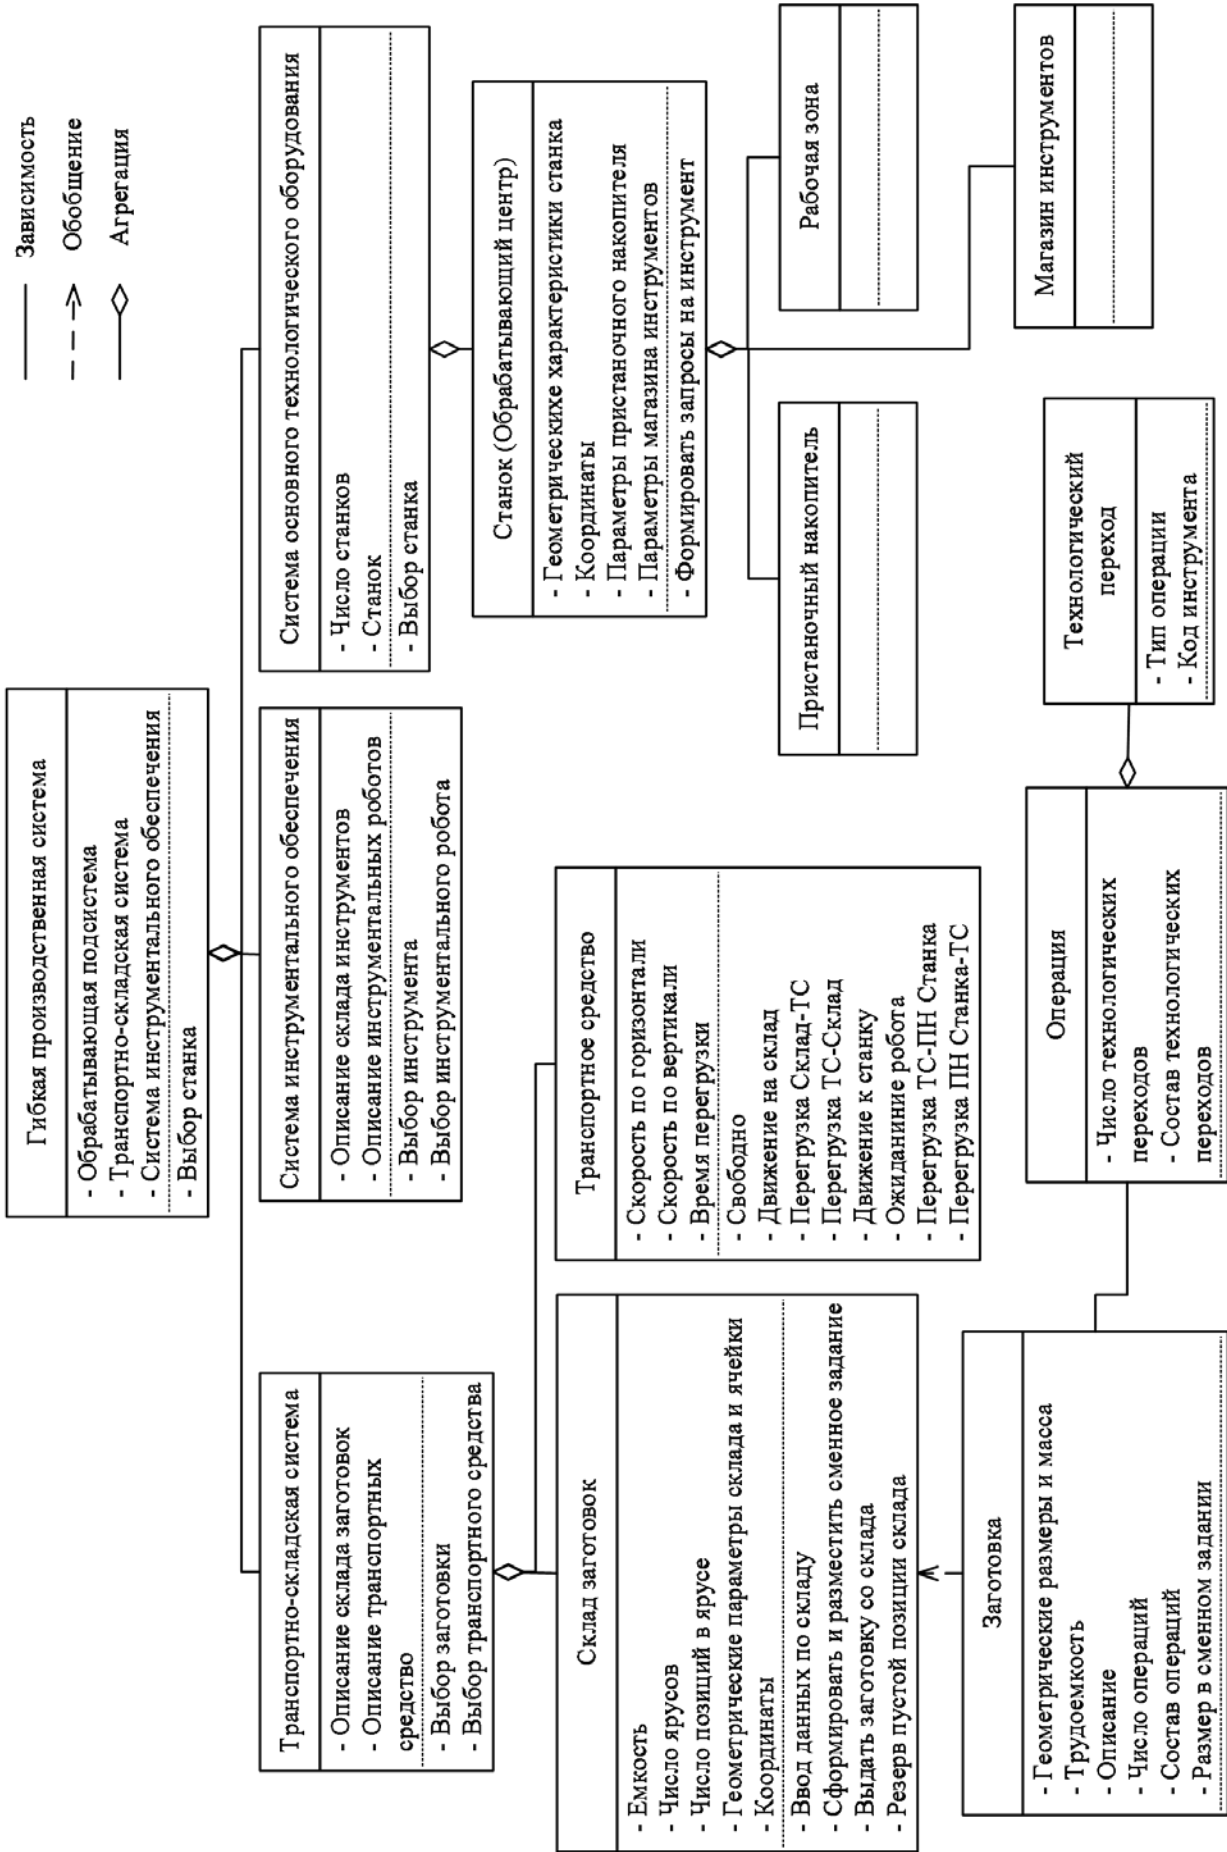 Зависимость
Обобщение
Агрегация
Гибкая производственная система
- Обрабатывающая подсистема
- Транспортно-складская система
- Система инструментального обеспечения
- Выбор станка
Транспортно-складская система
- Описание склада заготовок
- Описание транспортных
средство
- Выбор заготовки
- Выбор транспортного средства
Система инструментального обеспечения
- Описание склада инструментов
- Описание инструментальных роботов
- Выбор инструмента
- Выбор инструментального робота
Система основного технологического оборудования
- Число станков
- Станок
- Выбор станка
Склад заготовок
- Емкость
- Число ярусов
- Число позиций в ярусе
- Геометрические параметры склада и ячейки
- Координаты
- Ввод данных по складу
- Сформировать и разместить сменное задание
- Выдать заготовку со склада
- Резерв пустой позиции склада
Транспортное средство
- Скорость по горизонтали
- Скорость по вертикали
- Время перегрузки
- Свободно
- Движение на склад
- Перегрузка Склад-ТС
- Перегрузка ТС-Склад
- Движение к станку
- Ожиданиние робота
- Перегрузка ТС-ПН Станка
- Перегрузка ПН Станка-ТС
Станок (Обрабатывающий центр)
- Геометрическихе характеристики станка
- Координаты
- Параметры пристаночного накопителя
- Параметры магазина инструментов
- Формировать запросы на инструмент
Пристаночный накопитель
Рабочая зона
Магазин инструментов
Заготовка
- Геометрические размеры и масса
- Трудоемкость
- Описание
- Число операций
- Состав операций
- Размер в сменном задании
Операция
- Число технологических
переходов
- Состав технологических
переходов
Технологический
переход
- Тип операции
- Код инструмента